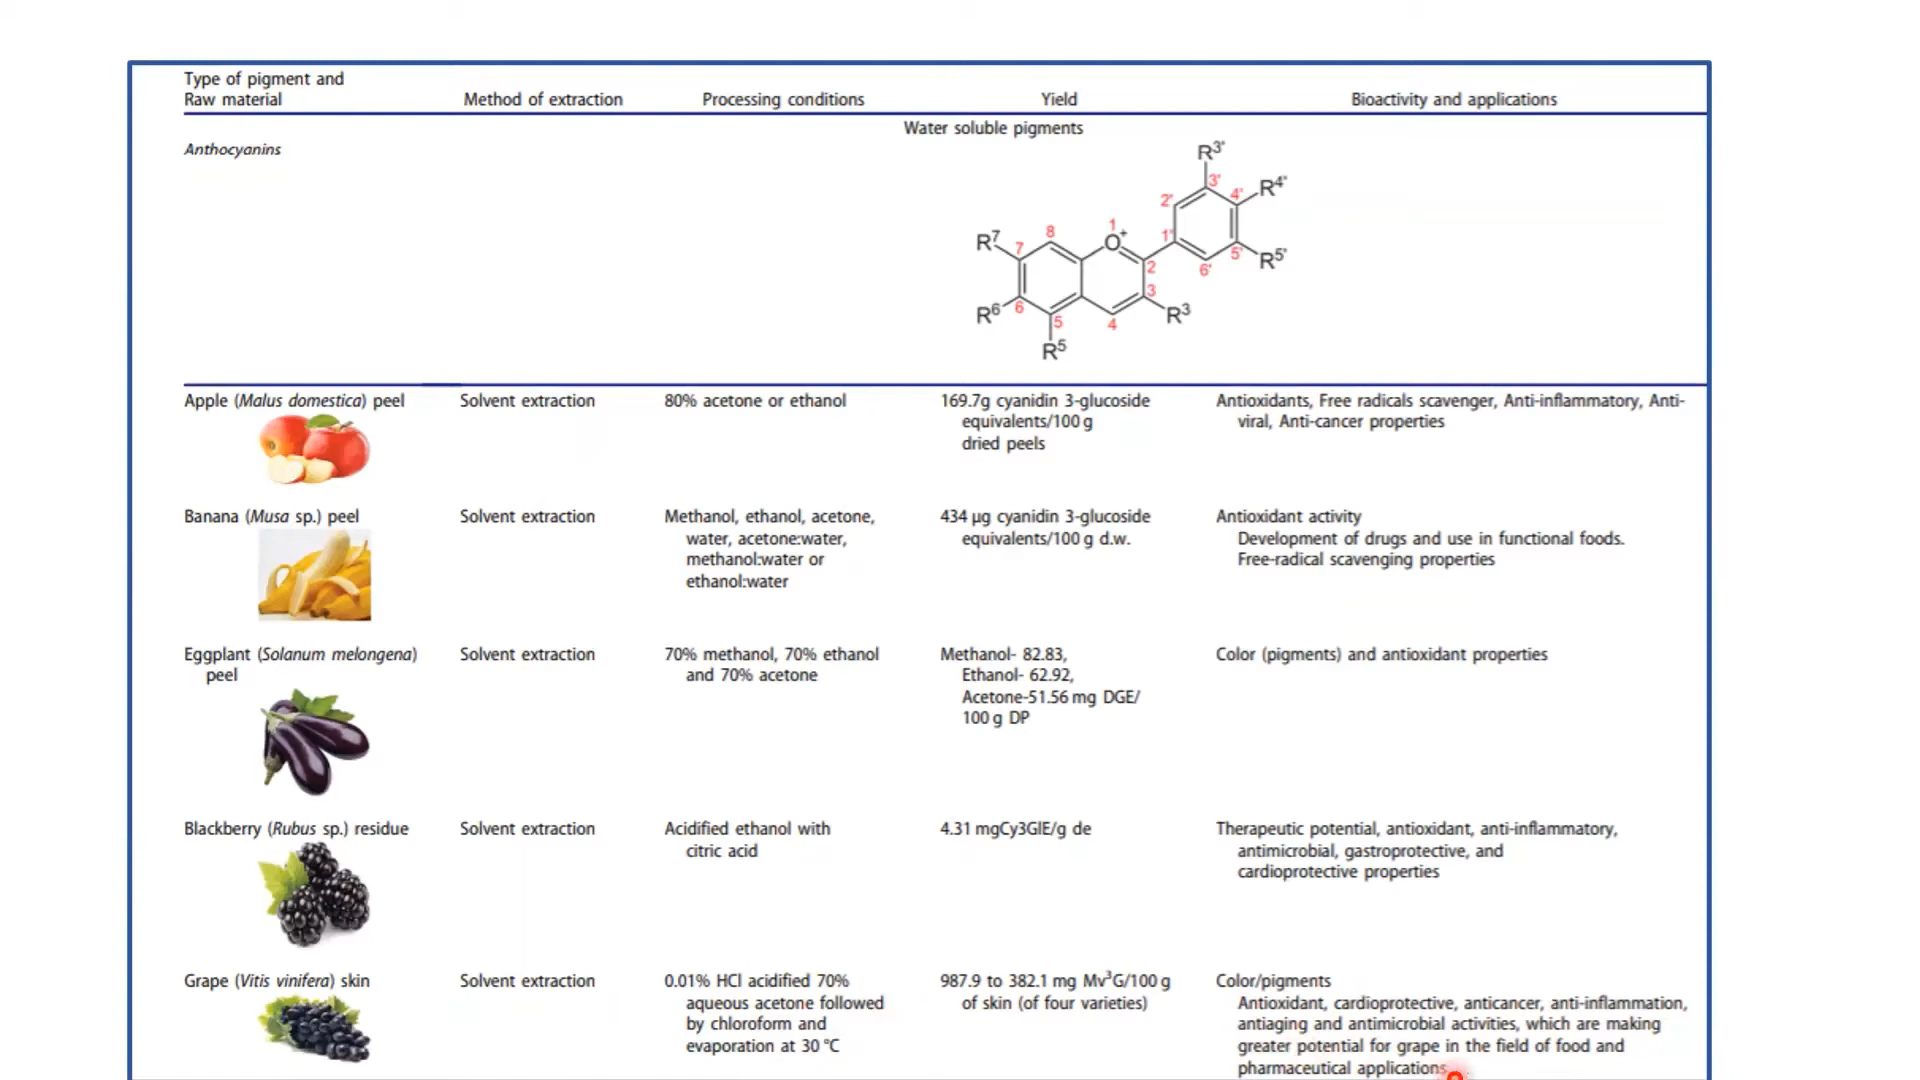 Type of pigment and
Raw material Method of extraction Processing conditions Yield Bioactivity and applications
Water soluble pigments
Anthocyanins
R3'
3'
4' R4'
2'
R7 7 8 1 O+ 1'
2 6' 5' R5'
3
R6 6 5 4 R3
R5
Apple (Malus domestica) peel Solvent extraction 80% acetone or ethanol 169.7g cyanidin 3-glucoside Antioxidants, Free radicals scavenger, Anti-inflammatory, Anti-
equivalents/100 g viral, Anti-cancer properties
dried peels
Banana (Musa sp.) peel Solvent extraction Methanol, ethanol, acetone, 434 µg cyanidin 3-glucoside Antioxidant activity
water, acetone:water, equivalents/100 g d.w. Development of drugs and use in functional foods.
methanol:water or Free-radical scavenging properties
ethanol:water
Eggplant (Solanum melongena) Solvent extraction 70% methanol, 70% ethanol Methanol- 82.83, Color (pigments) and antioxidant properties
peel and 70% acetone Ethanol- 62.92,
Acetone-51.56 mg DGE/
100 g DP
Blackberry (Rubus sp.) residue Solvent extraction Acidified ethanol with 4.31 mgCy3GlE/g de Therapeutic potential, antioxidant, anti-inflammatory,
citric acid antimicrobial, gastroprotective, and
cardioprotective properties
Grape (Vitis vinifera) skin Solvent extraction 0.01% HCl acidified 70% 987.9 to 382.1 mg Mv3G/100 g Color/pigments
aqueous acetone followed of skin (of four varieties) Antioxidant, cardioprotective, anticancer, anti-inflammation,
by chloroform and antiaging and antimicrobial activities, which are making
evaporation at 30 °C greater potential for grape in the field of food and
pharmaceutical applications